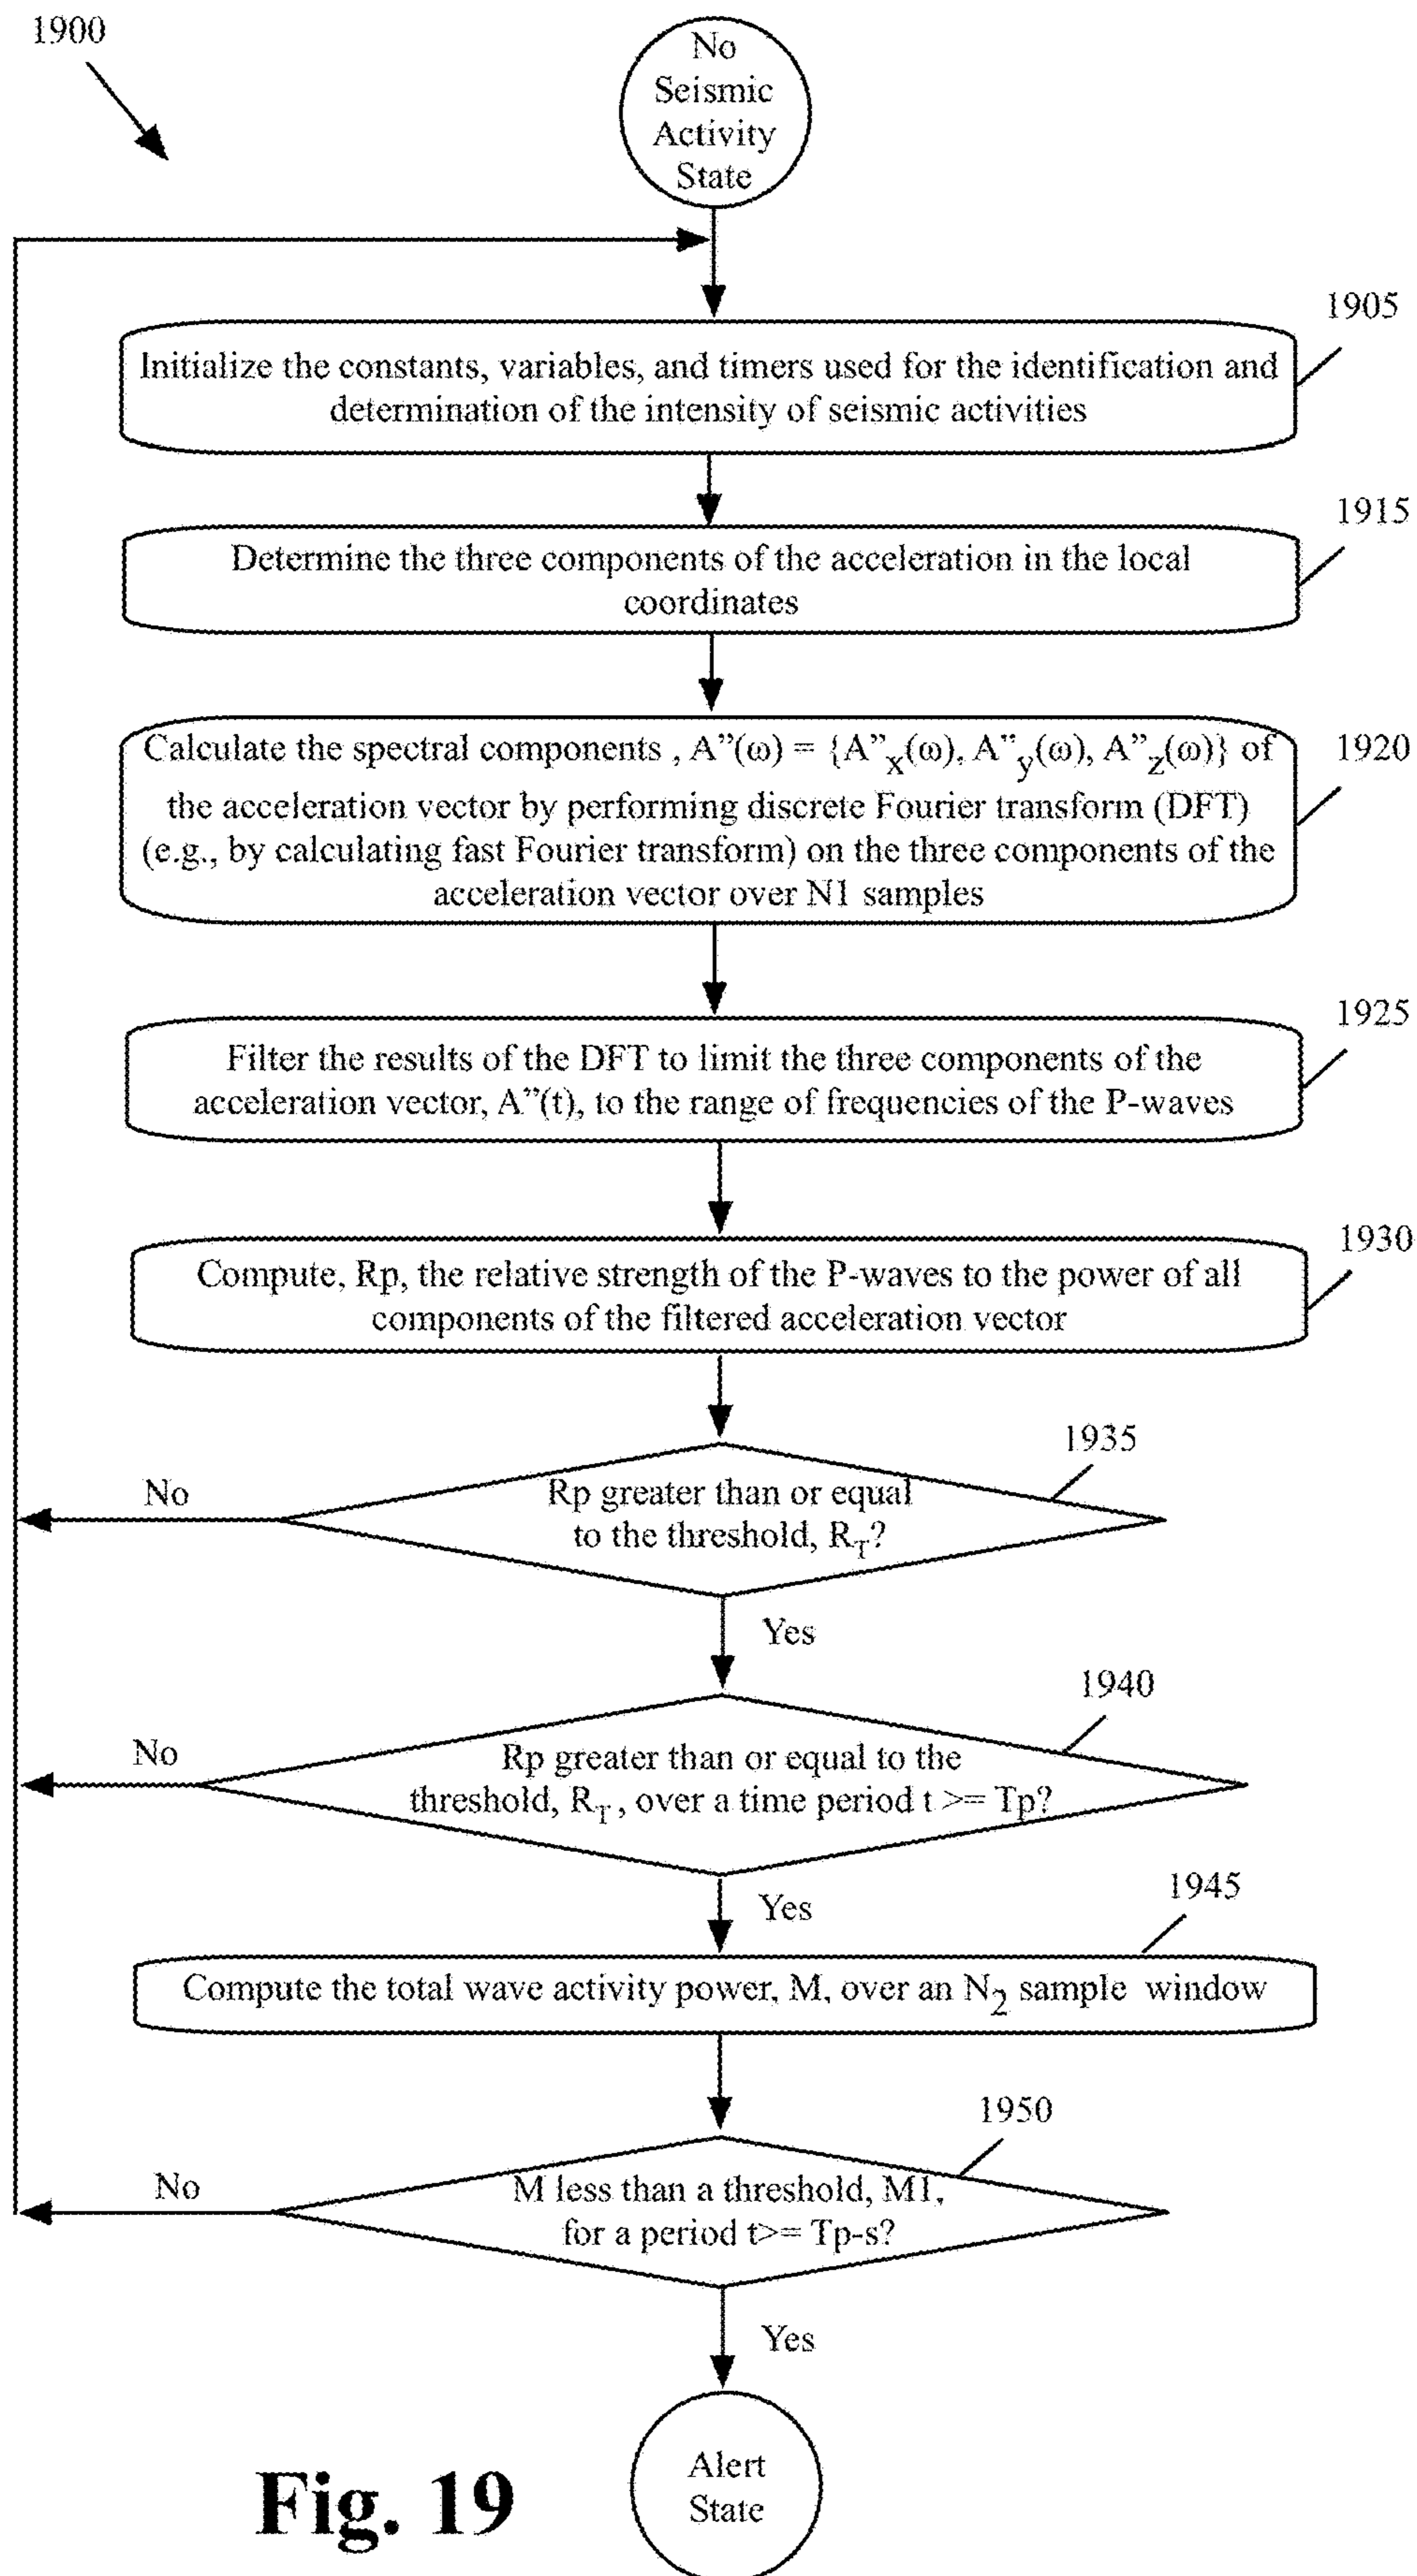 1900
No
Seismic
Activity
State
1905
Initialize the constants, variables, and timers used for the identification and
determination of the intensity of seismic activities
1915
Determine the three components of the acceleration in the local
coordinates
1920
Calculate the spectral components , A”(ω) = {A”x(ω), A”y(ω), A”z(ω)} of
the acceleration vector by performing discrete Fourier transform (DFT)
(e.g., by calculating fast Fourier transform) on the three components of the
acceleration vector over N1 samples
1925
Filter the results of the DFT to limit the three components of the
acceleration vector, A”(t), to the range of frequencies of the P-waves
1930
Compute, Rp, the relative strength of the P-waves to the power of all
components of the filtered acceleration vector
1935
No
Rp greater than or equal
to the threshold, RT?
Yes
1940
No
Rp greater than or equal to the
threshold, RT, over a time period t >= Tp?
Yes
1945
Compute the total wave activity power, M, over an N2 sample window
1950
No
M less than a threshold, M1,
for a period t>= Tp-s?
Yes
Alert
State
Fig. 19